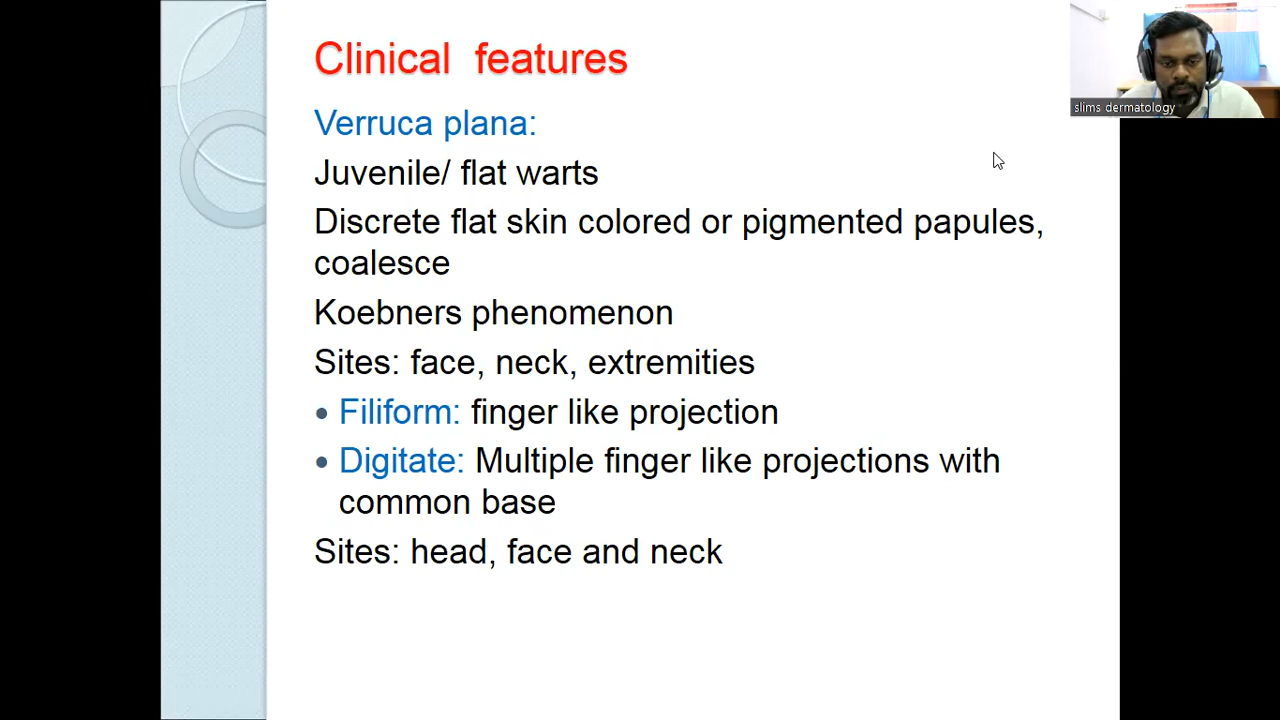 Clinical features
slims dermatology
Verruca plana:
Juvenile/ flat warts
Discrete flat skin colored or pigmented papules,
coalesce
Koebners phenomenon
Sites: face, neck, extremities
• Filiform: finger like projection
• Digitate: Multiple finger like projections with
common base
Sites: head, face and neck